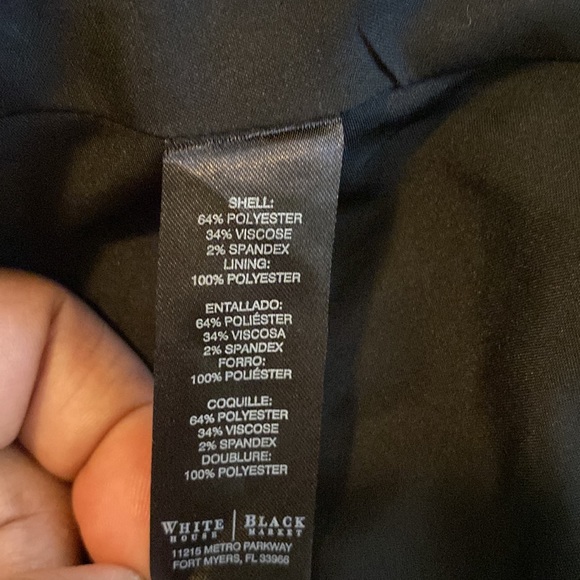 SHELL:
64% POLYESTER
34% VISCOSE
2% SPANDEX
LINING:
100% POLYESTER
ENTALLADO:
64% POLIÉSTER
34% VISCOSA
2% SPANDEX
FORRO:
100% POLIÉSTER
COQUILLE:
64% POLYESTER
34% VISCOSE
2% SPANDEX
DOUBLURE:
100% POLYESTER
WHITE HOUSE | BLACK MARKET
11215 METRO PARKWAY
FORT MYERS, FL 33966